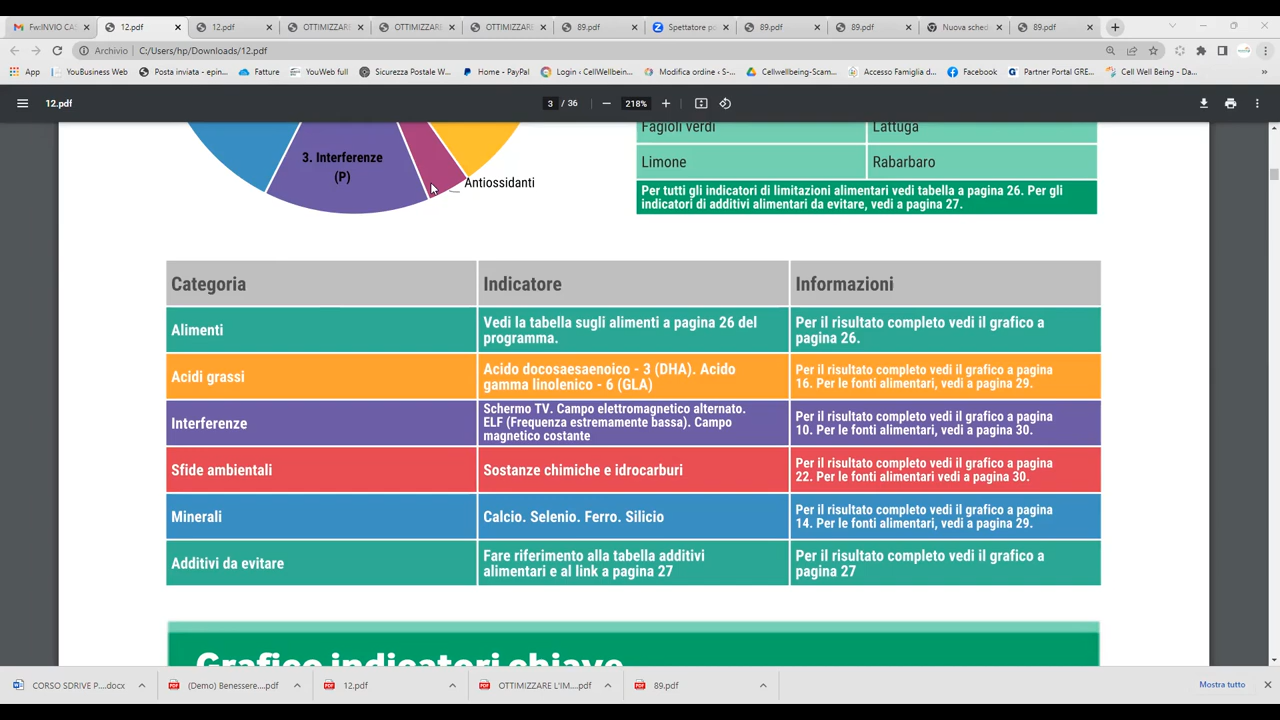 Fw:INVIO CAS
12.pdf
12.pdf
OTTIMIZZARE
OTTIMIZZARE
89.pdf
Spettatore po
89.pdf
89.pdf
Nuova sched
89.pdf
Archivio
C:/Users/hp/Downloads/12.pdf
App
YouBusiness Web
Posta inviata - epin...
Fatture
YouWeb full
Sicurezza Postale W...
Home - PayPal
Login ‹ CellWellbein...
Modifica ordine ‹ S-...
Cellwellbeing-Scam...
Accesso Famiglia d...
Facebook
Partner Portal GRE...
Cell Well Being - Da...
12.pdf
3 / 36
218%
3. Interferenze
(P)
Antiossidanti
Fagioli verdi
Lattuga
Limone
Rabarbaro
Per tutti gli indicatori di limitazioni alimentari vedi tabella a pagina 26. Per gli
indicatori di additivi alimentari da evitare, vedi a pagina 27.
Categoria
Indicatore
Informazioni
Alimenti
Vedi la tabella sugli alimenti a pagina 26 del
programma.
Per il risultato completo vedi il grafico a
pagina 26.
Acidi grassi
Acido docosaesaenoico - 3 (DHA). Acido
gamma linolenico - 6 (GLA)
Per il risultato completo vedi il grafico a pagina
16. Per le fonti alimentari, vedi a pagina 29.
Interferenze
Schermo TV. Campo elettromagnetico alternato.
ELF (Frequenza estremamente bassa). Campo
magnetico costante
Per il risultato completo vedi il grafico a pagina
10. Per le fonti alimentari, vedi a pagina 30.
Sfide ambientali
Sostanze chimiche e idrocarburi
Per il risultato completo vedi il grafico a pagina
22. Per le fonti alimentari vedi a pagina 30.
Minerali
Calcio. Selenio. Ferro. Silicio
Per il risultato completo vedi il grafico a pagina
14. Per le fonti alimentari, vedi a pagina 29.
Additivi da evitare
Fare riferimento alla tabella additivi
alimentari e al link a pagina 27
Per il risultato completo vedi il grafico a
pagina 27
Grafico indicatori chiave
CORSO SDRIVE P....docx
(Demo) Benessere....pdf
12.pdf
OTTIMIZZARE L'IM....pdf
89.pdf
Mostra tutto